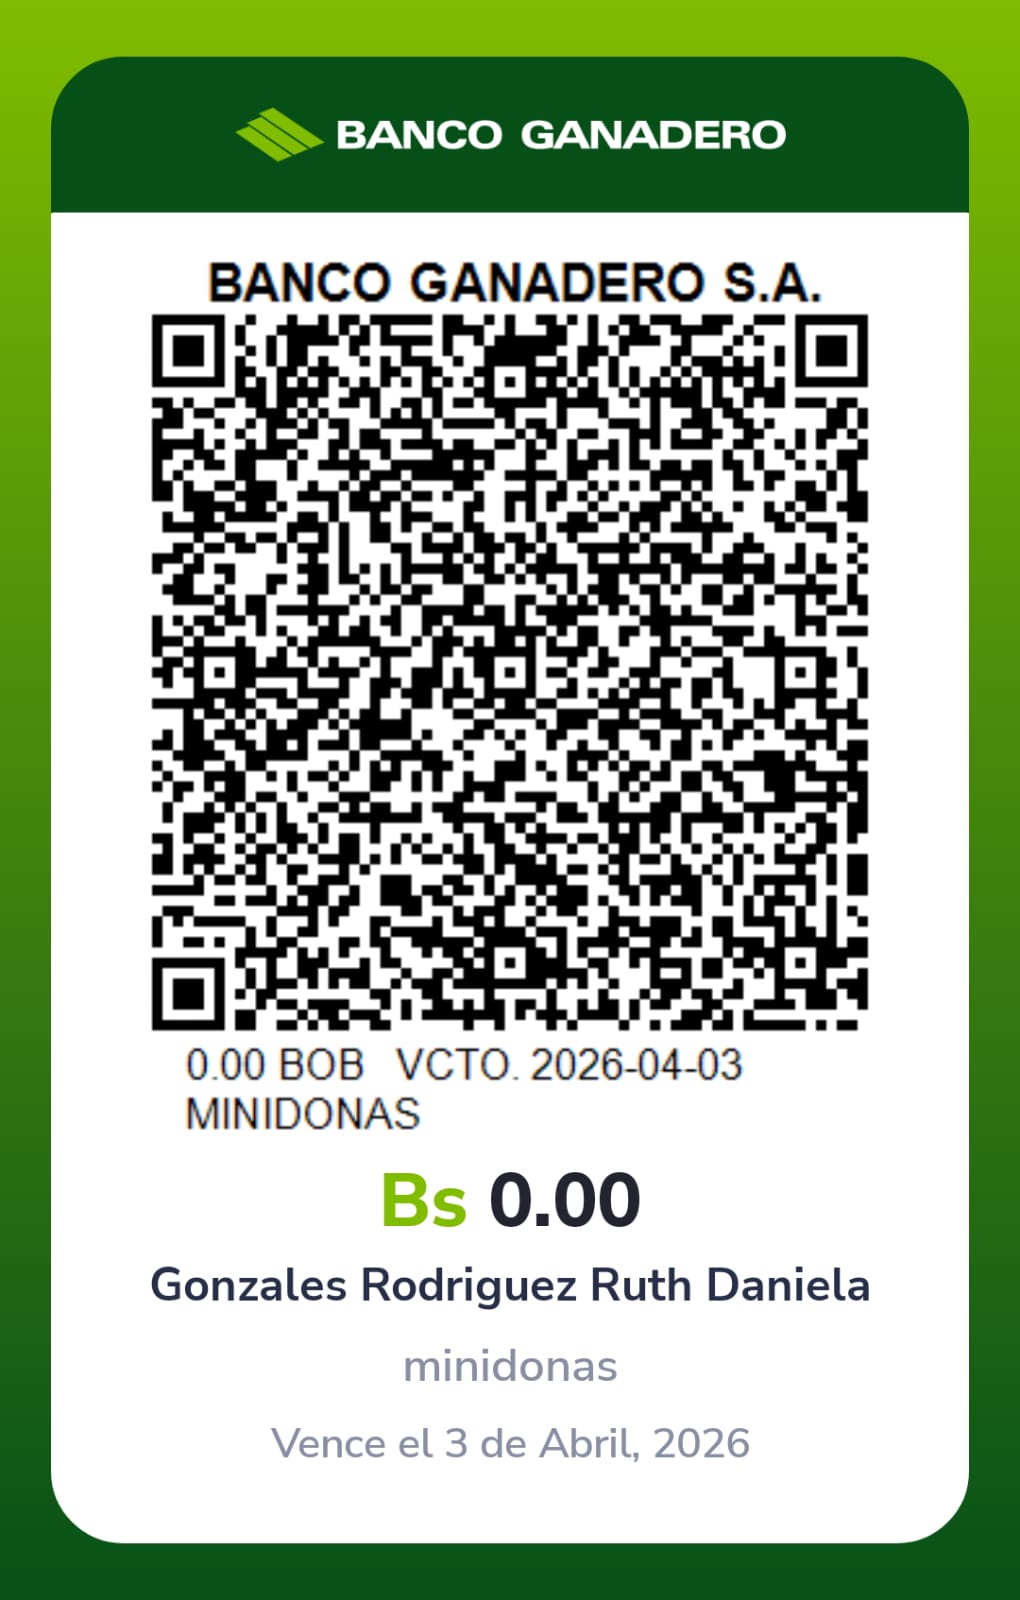 BANCO GANADERO
BANCO GANADERO S.A.
0.00 BOB VCTO. 2026-04-03
MINIDONAS
Bs 0.00
Gonzales Rodriguez Ruth Daniela
minidonas
Vence el 3 de Abril, 2026